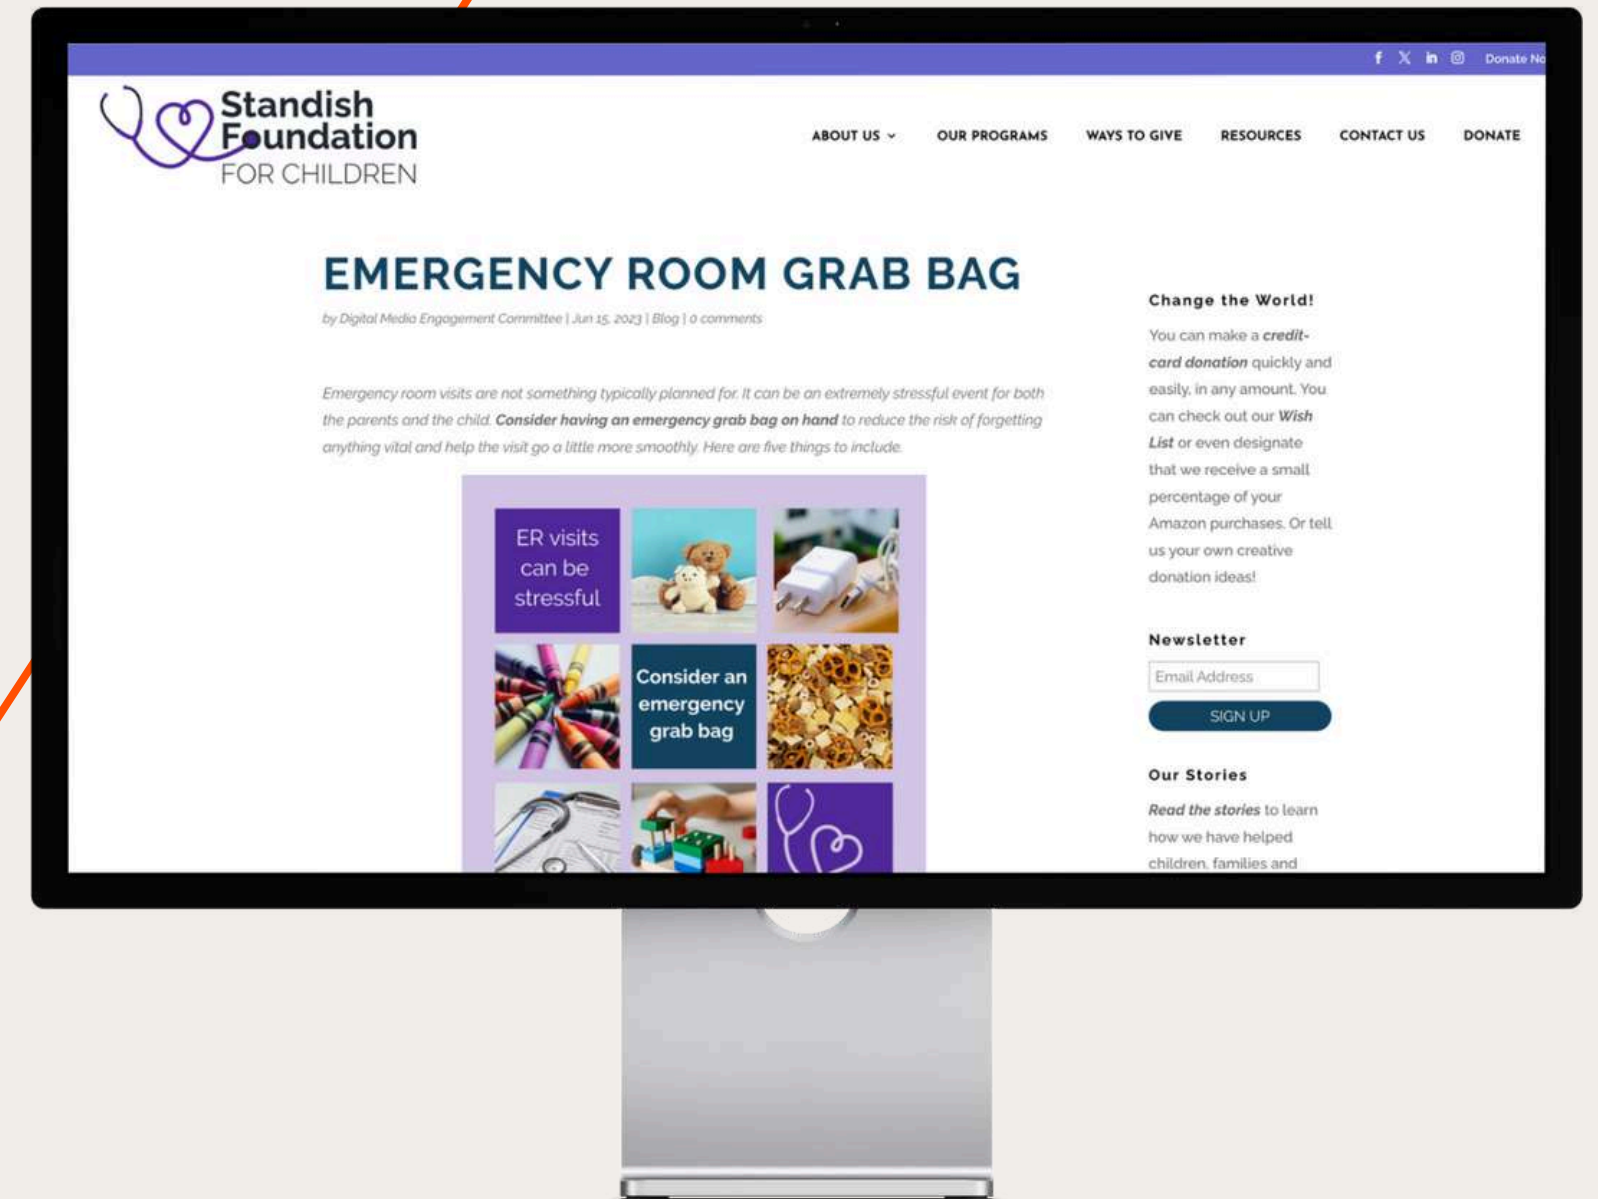 f X in Donate No
Standish
Foundation
FOR CHILDREN
ABOUT US OUR PROGRAMS WAYS TO GIVE RESOURCES CONTACT US DONATE
EMERGENCY ROOM GRAB BAG
by Digital Media Engagement Committee | Jun 15, 2023 | Blog | 0 comments
Emergency room visits are not something typically planned for. It can be an extremely stressful event for both
the parents and the child. Consider having an emergency grab bag on hand to reduce the risk of forgetting
anything vital and help the visit go a little more smoothly. Here are five things to include.
ER visits
can be
stressful
Consider an
emergency
grab bag
Change the World!
You can make a credit-
card donation quickly and
easily, in any amount. You
can check out our Wish
List or even designate
that we receive a small
percentage of your
Amazon purchases. Or tell
us your own creative
donation ideas!
Newsletter
Email Address
SIGN UP
Our Stories
Read the stories to learn
how we have helped
children, families and